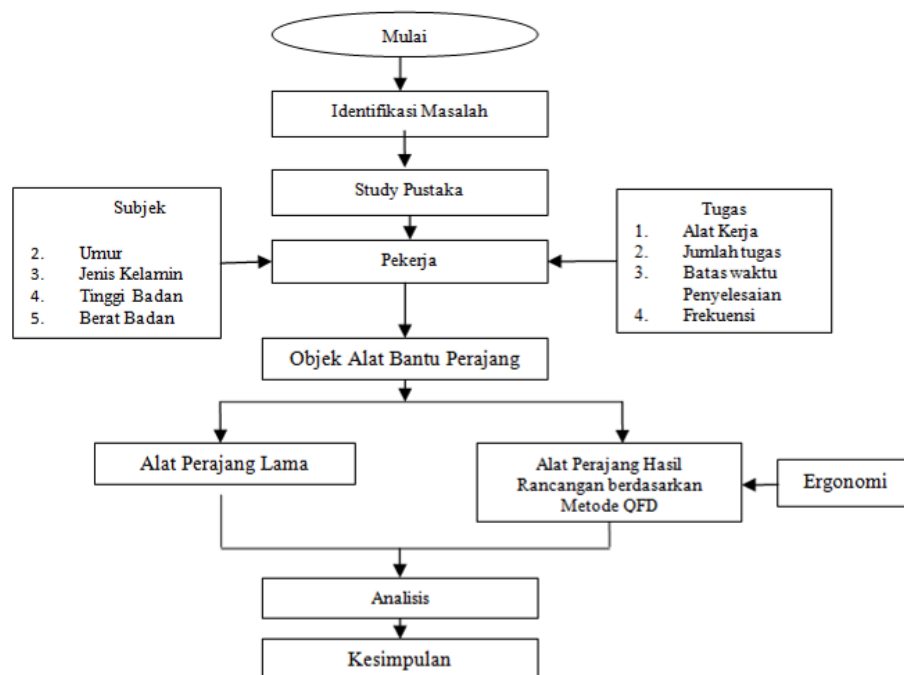 Mulai
Identifikasi Masalah
Study Pustaka
Subjek
2. Umur
3. Jenis Kelamin
4. Tinggi Badan
5. Berat Badan
Pekerja
Tugas
1. Alat Kerja
2. Jumlah tugas
3. Batas waktu
Penyelesaian
4. Frekuensi
Objek Alat Bantu Perajang
Alat Perajang Lama
Alat Perajang Hasil
Rancangan berdasarkan
Metode QFD
Ergonomi
Analisis
Kesimpulan